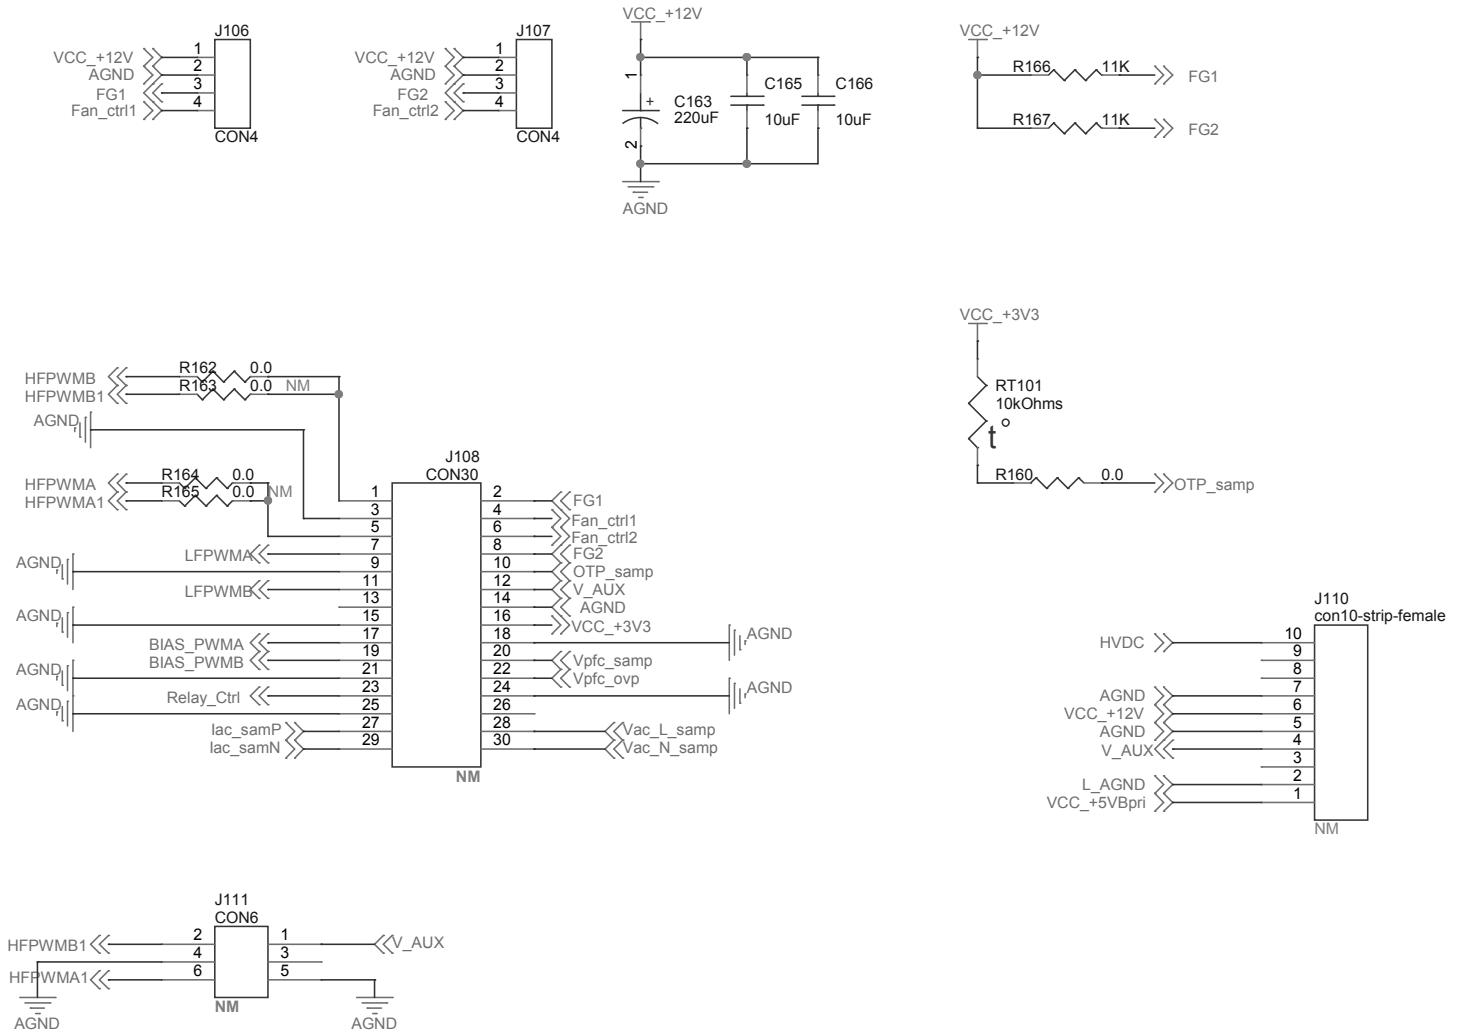 J106
VCC_+12V 1
AGND 2
FG1 3
Fan_ctrl1 4
CON4
J107
VCC_+12V 1
AGND 2
FG2 3
Fan_ctrl2 4
CON4
VCC_+12V
1
+
C163
220uF
2
C165
10uF
C166
10uF
AGND
VCC_+12V
R166 11K FG1
R167 11K FG2
VCC_+3V3
RT101
10kOhms
t°
R160 0.0 OTP_samp
HFPWMB R162 0.0
HFPWMB1 R163 0.0 NM
AGND
HFPWMA R164 0.0
HFPWMA1 R165 0.0 NM
J108
CON30
1 2 FG1
3 4 Fan_ctrl1
5 6 Fan_ctrl2
LFPWMA 7 8 FG2
AGND 9 10 OTP_samp
LFPWMB 11 12 V_AUX
13 14 AGND
AGND 15 16 VCC_+3V3
BIAS_PWMA 17 18 AGND
BIAS_PWMB 19 20 Vpfc_samp
AGND 21 22 Vpfc_ovp
Relay_Ctrl 23 24 AGND
AGND 25 26
Iac_samP 27 28 Vac_L_samp
Iac_samN 29 30 Vac_N_samp
NM
J110
con10-strip-female
HVDC 10
9
8
AGND 7
VCC_+12V 6
AGND 5
V_AUX 4
3
L_AGND 2
VCC_+5VBpri 1
NM
J111
CON6
HFPWMB1 2 1 V_AUX
4 3
HFPWMA1 6 5
NM
AGND
AGND